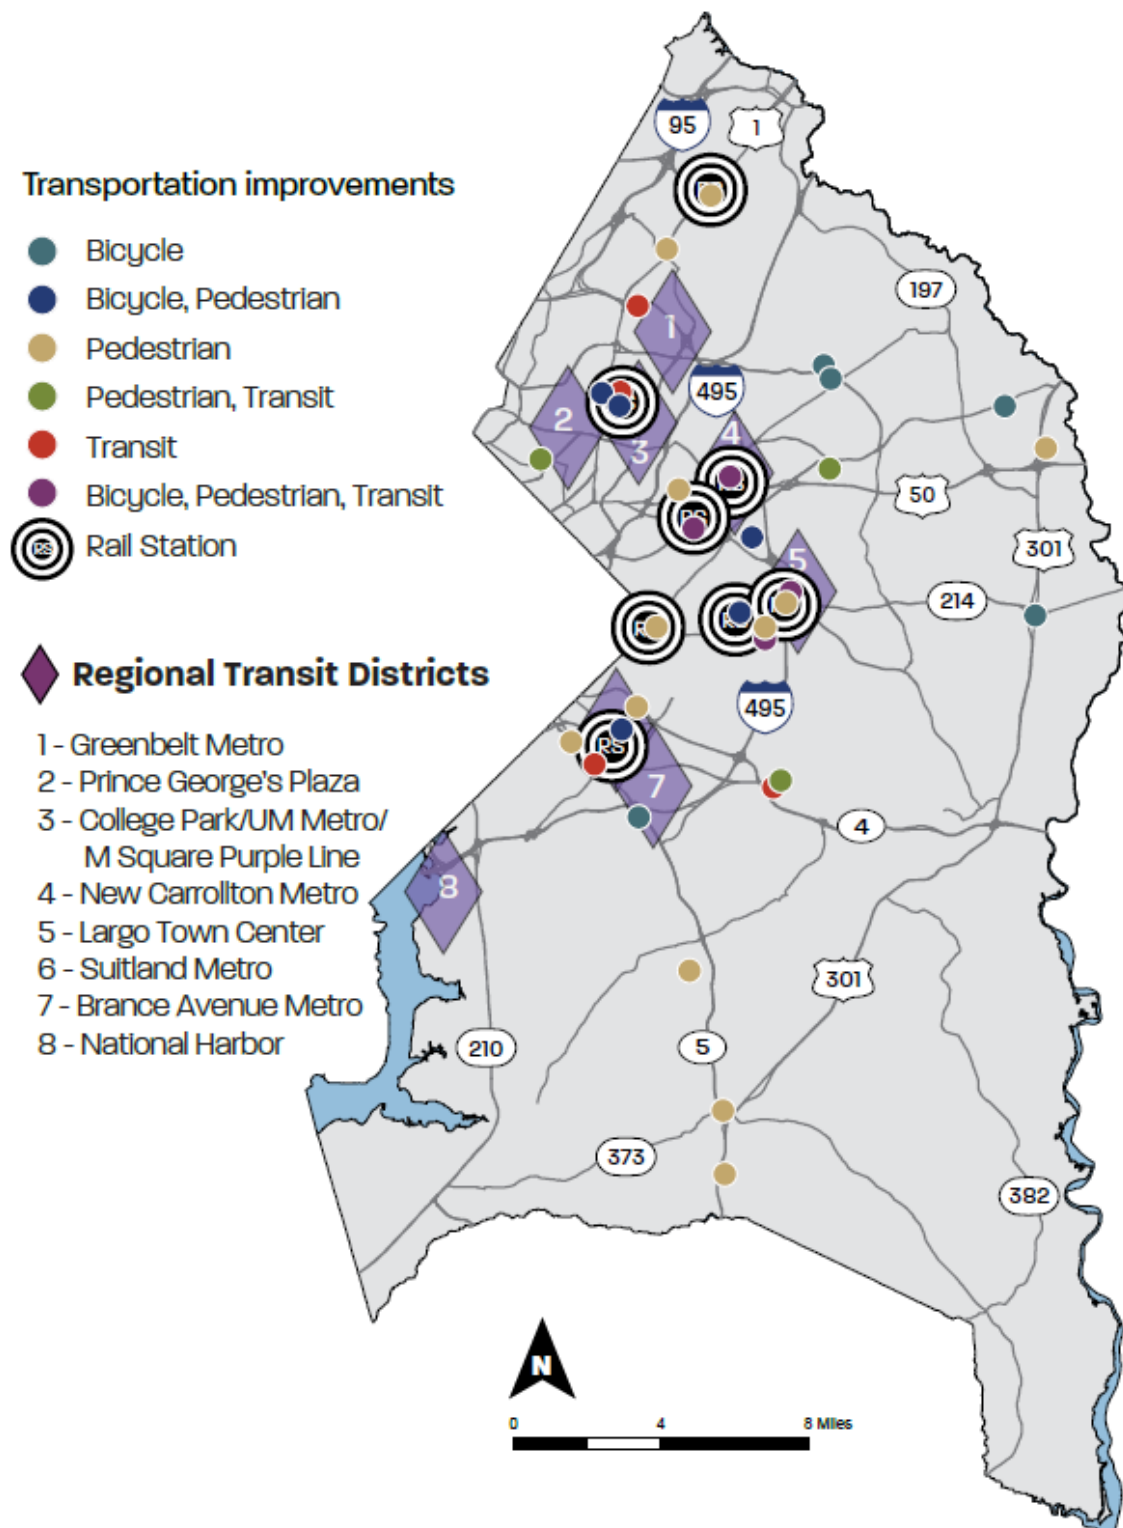 Transportation improvements
Bicycle
Bicycle, Pedestrian
Pedestrian
Pedestrian, Transit
Transit
Bicycle, Pedestrian, Transit
RS Rail Station
Regional Transit Districts
1 - Greenbelt Metro
2 - Prince George's Plaza
3 - College Park/UM Metro/
M Square Purple Line
4 - New Carrollton Metro
5 - Largo Town Center
6 - Suitland Metro
7 - Brance Avenue Metro
8 - National Harbor
95
1
197
1
495
2
3
4
50
RS
301
5
214
495
RS
7
4
8
301
210
5
373
382
N
0 4 8 Miles